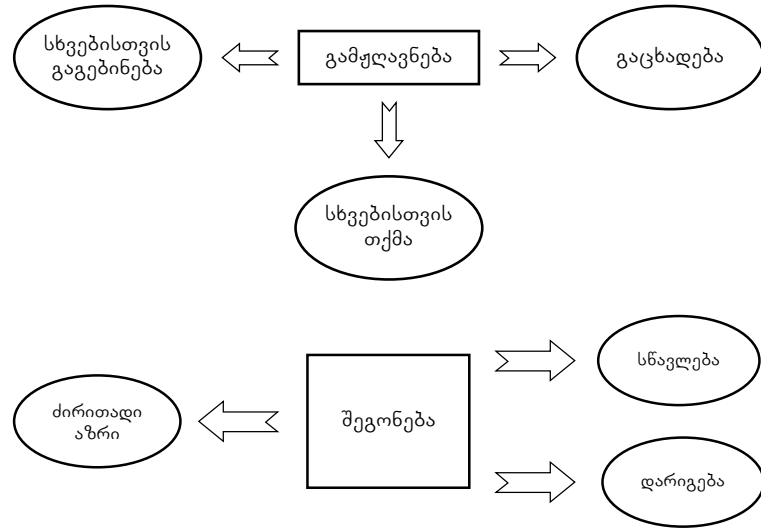 სხვებისთვის
გაგებინება
გამჟღავნება
გაცხადება
სხვებისთვის
თქმა
ძირითადი
აზრი
შეგონება
სწავლება
დარიგება